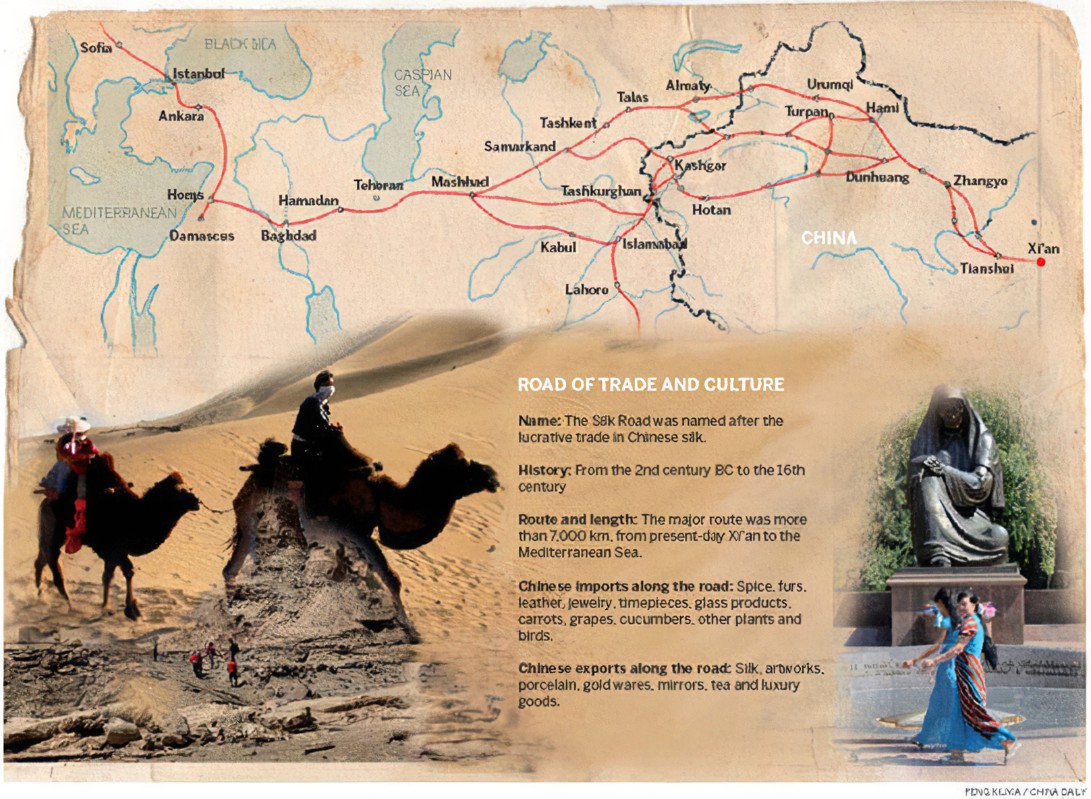 BLACK SEA
Sofia
Istanbul
CASPIAN
SEA
Ankara
Almaty
Urumqi
Talas
Turpan
Hami
Tashkent
Samarkand
Kashgar
Mashhad
Tashkurghan
Dunhuang
Zhangye
Teheran
Homs
Hamadan
Hotan
MEDITERRANEAN
SEA
Damascus
Baghdad
Kabul
Islamabad
CHINA
Xi'an
Tianshui
Lahore
ROAD OF TRADE AND CULTURE
Name: The Silk Road was named after the
lucrative trade in Chinese silk.
History: From the 2nd century BC to the 16th
century
Route and length: The major route was more
than 7,000 km, from present-day Xi'an to the
Mediterranean Sea.
Chinese imports along the road: Spice, furs,
leather, jewelry, timepieces, glass products,
carrots, grapes, cucumbers, other plants and
birds.
Chinese exports along the road: Silk, artworks,
porcelain, gold wares, mirrors, tea and luxury
goods.
/ CHINA DAILY